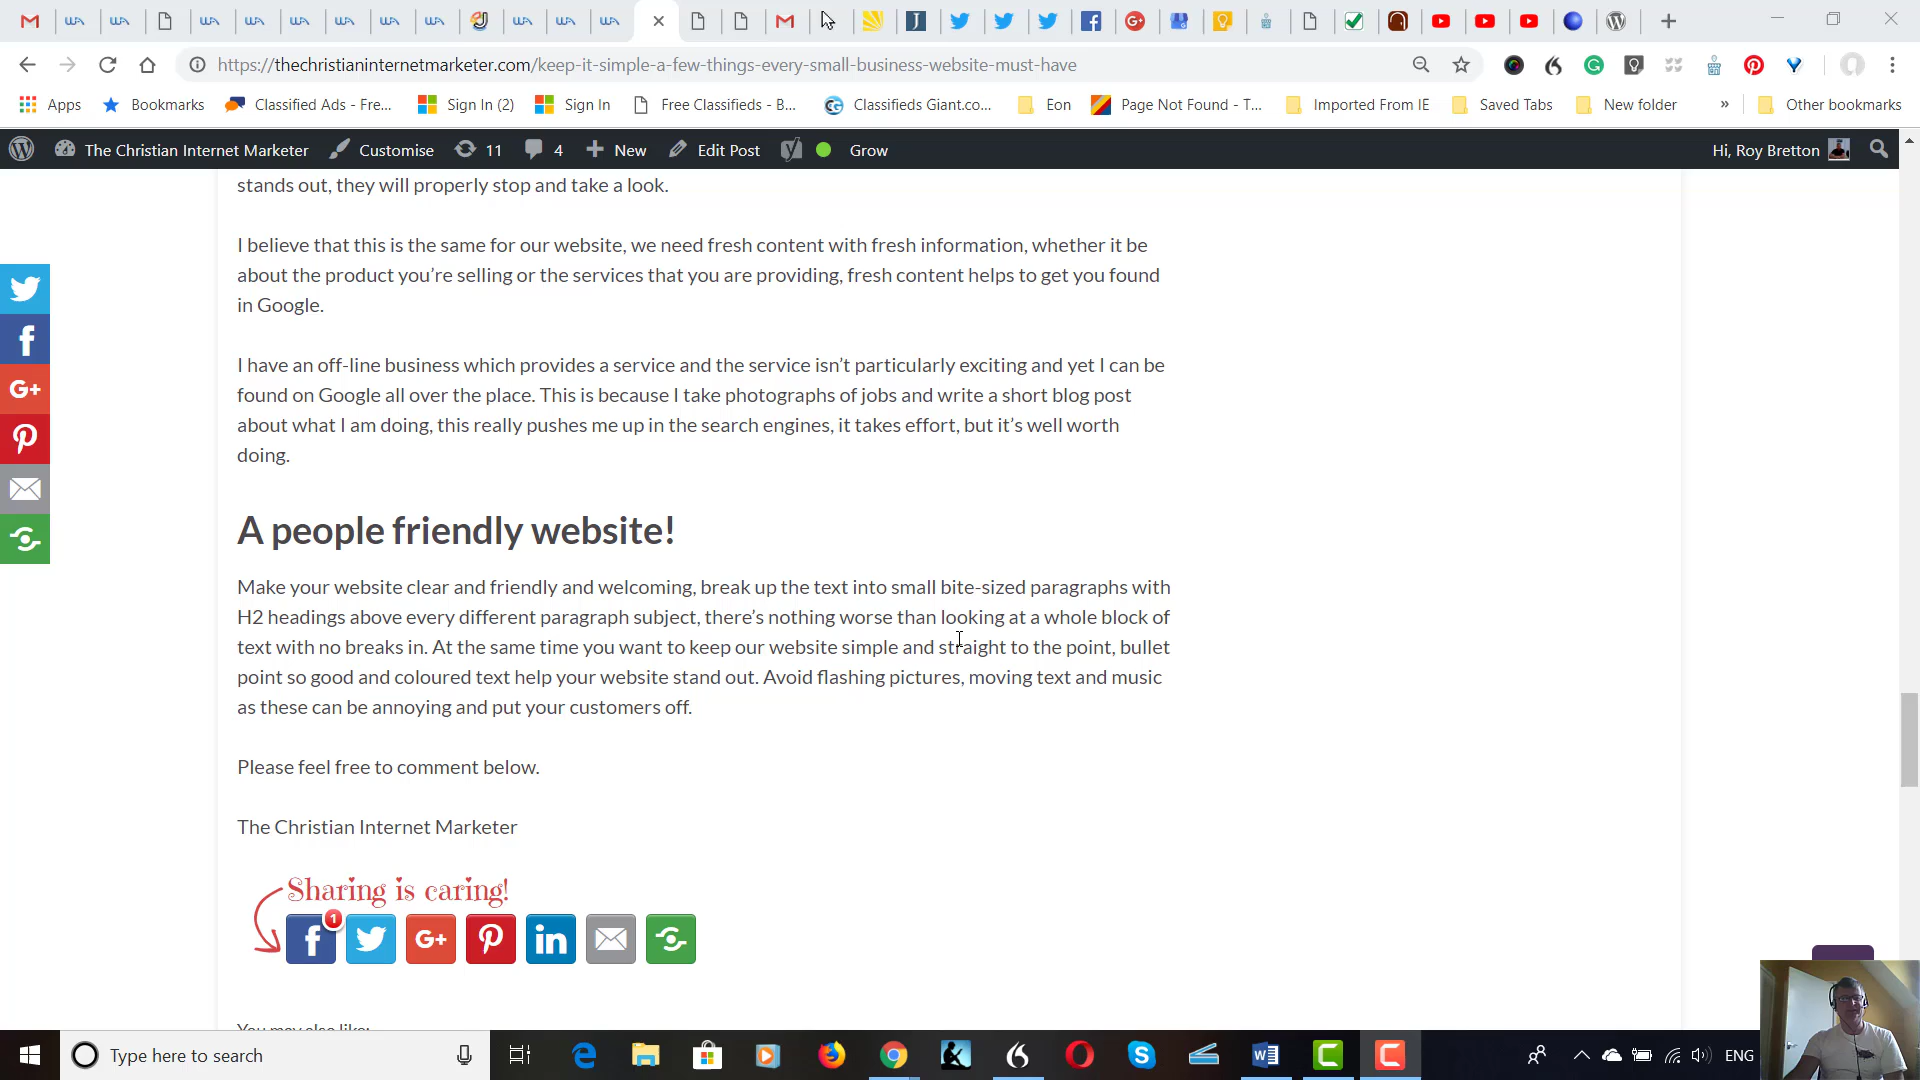 https://thechristianinternetmarketer.com/keep-it-simple-a-few-things-every-small-business-website-must-have
Apps Bookmarks Classified Ads - Fre... Sign In (2) Sign In Free Classifieds - B... Classifieds Giant.co... Eon Page Not Found - T... Imported From IE Saved Tabs New folder » Other bookmarks
The Christian Internet Marketer Customise 11 4 New Edit Post Grow Hi, Roy Bretton
stands out, they will properly stop and take a look.
I believe that this is the same for our website, we need fresh content with fresh information, whether it be
about the product you’re selling or the services that you are providing, fresh content helps to get you found
in Google.
I have an off-line business which provides a service and the service isn’t particularly exciting and yet I can be
found on Google all over the place. This is because I take photographs of jobs and write a short blog post
about what I am doing, this really pushes me up in the search engines, it takes effort, but it’s well worth
doing.
A people friendly website!
Make your website clear and friendly and welcoming, break up the text into small bite-sized paragraphs with
H2 headings above every different paragraph subject, there’s nothing worse than looking at a whole block of
text with no breaks in. At the same time you want to keep our website simple and straight to the point, bullet
point so good and coloured text help your website stand out. Avoid flashing pictures, moving text and music
as these can be annoying and put your customers off.
Please feel free to comment below.
The Christian Internet Marketer
Sharing is caring!
1
You may also like:
Type here to search ENG